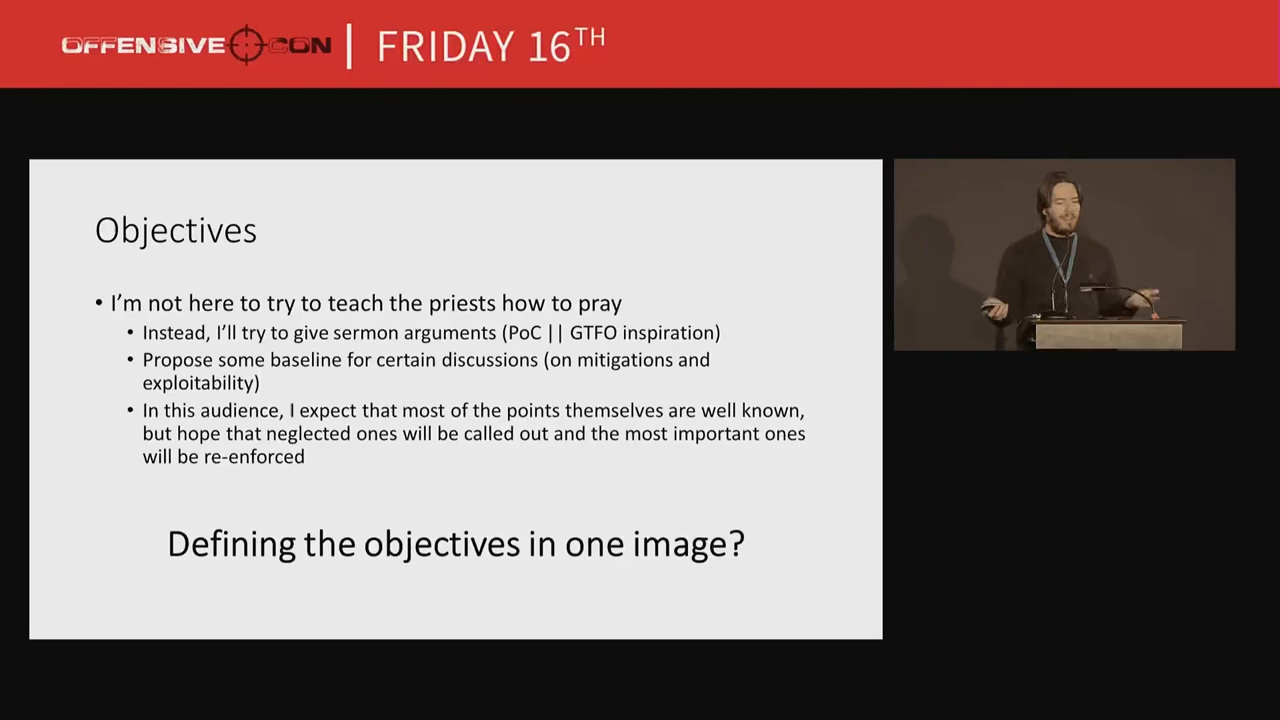 OFFENSIVE CON | FRIDAY 16TH
Objectives
• I'm not here to try to teach the priests how to pray
• Instead, I'll try to give sermon arguments (PoC || GTFO inspiration)
• Propose some baseline for certain discussions (on mitigations and
exploitability)
• In this audience, I expect that most of the points themselves are well known,
but hope that neglected ones will be called out and the most important ones
will be re-enforced
Defining the objectives in one image?